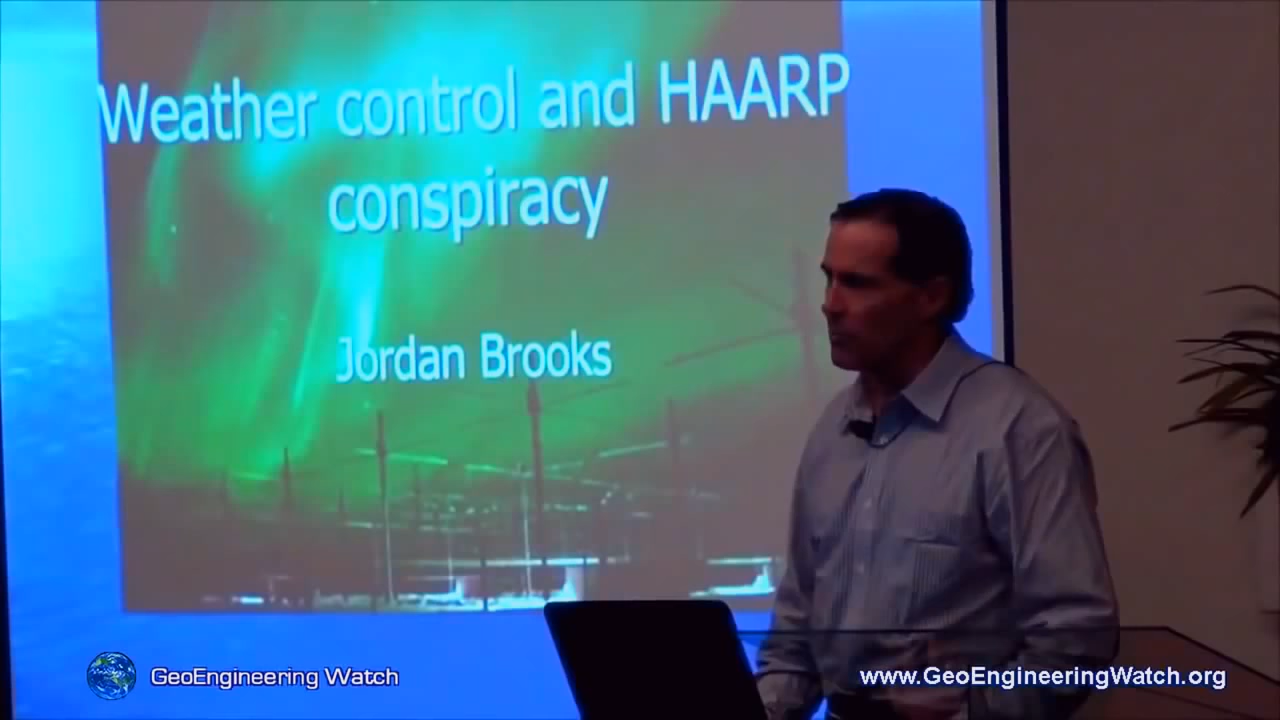 Weather control and HAARP
conspiracy
Jordan Brooks
GeoEngineering Watch
www.GeoEngineeringWatch.org